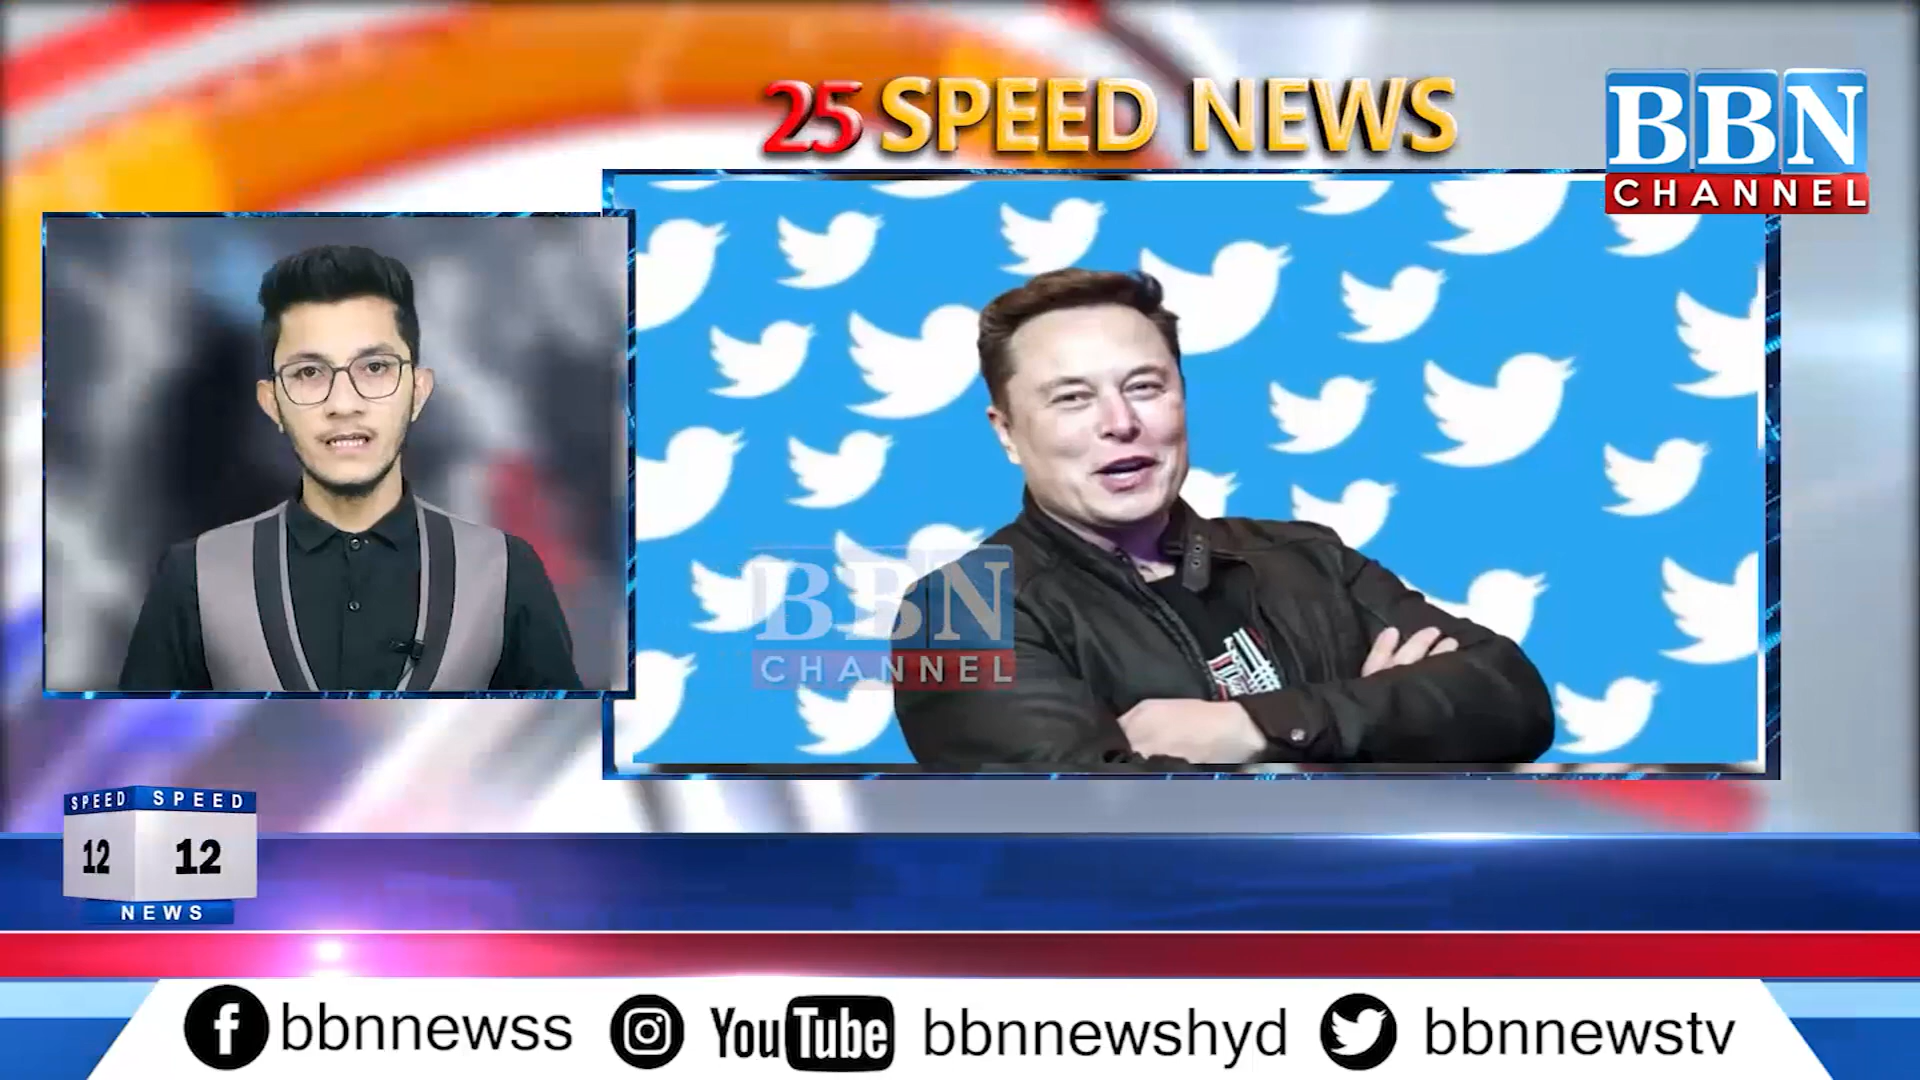 25 SPEED NEWS
BBN
CHANNEL
BBN
CHANNEL
SPEED SPEED
12 12
NEWS
bbnnewss YouTube bbnnewshyd bbnnewstv